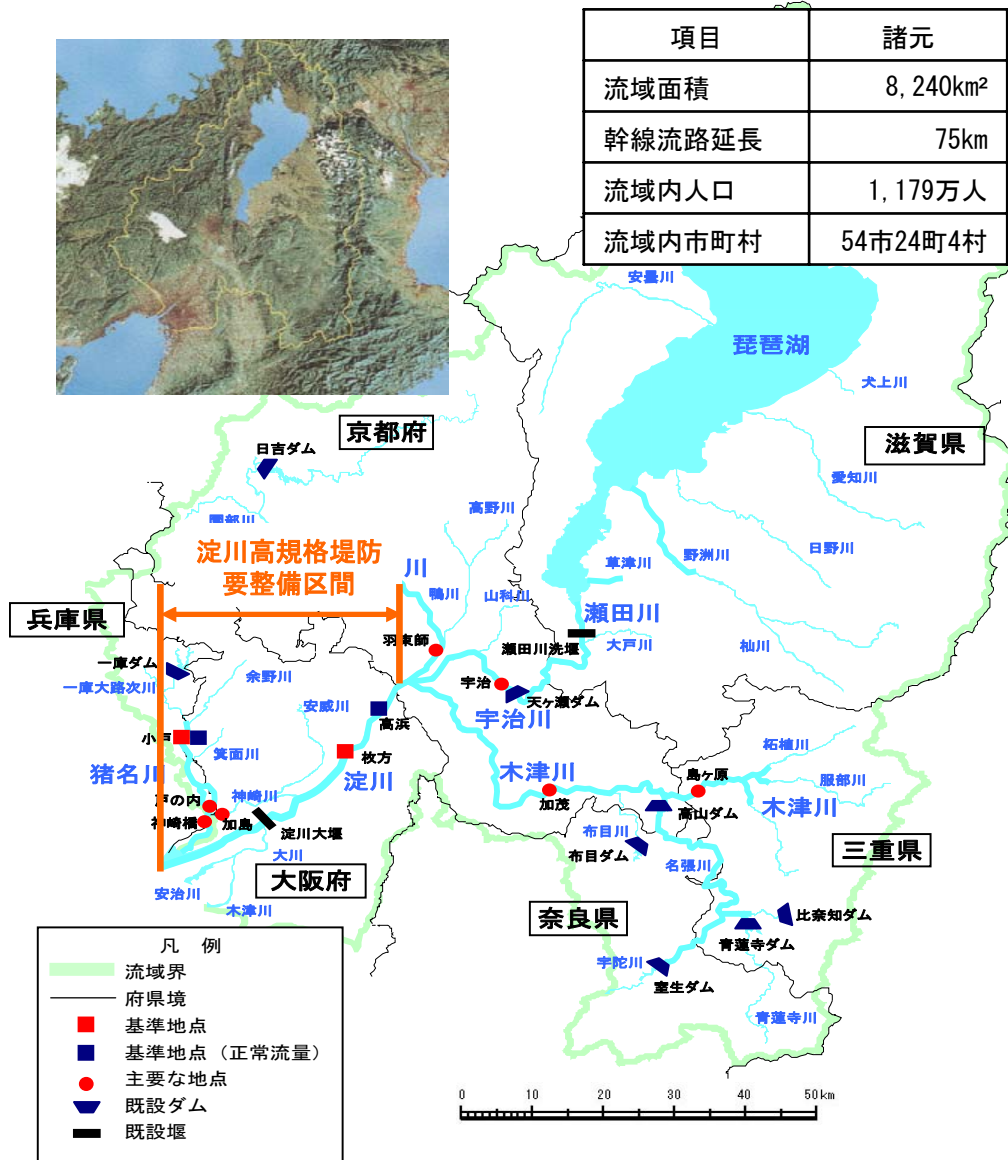 項目 諸元
流域面積 8,240km²
幹線流路延長 75km
流域内人口 1,179万人
流域内市町村 54市24町4村
安曇川
琵琶湖
犬上川
京都府
滋賀県
日吉ダム
愛知川
高野川
日野川
淀川高規格堤防
要整備区間
川
鴨川
山科川
草津川
野洲川
瀬田川
兵庫県
羽束師
瀬田川洗堰
大戸川
杣川
一庫ダム
一庫大路次川
余野川
宇治
天ヶ瀬ダム
安威川
高浜
宇治川
小戸
箕面川
枚方
淀川
猪名川
木津川
島ヶ原
柘植川
服部川
木津川
戸の内
神崎川
神崎橋
加島
淀川大堰
加茂
高山ダム
大川
布目川
布目ダム
名張川
三重県
安治川
大阪府
木津川
奈良県
比奈知ダム
青蓮寺ダム
宇陀川
室生ダム
青蓮寺川
凡 例
流域界
府県境
基準地点
基準地点（正常流量）
主要な地点
既設ダム
既設堰
0 10 20 30 40 50km